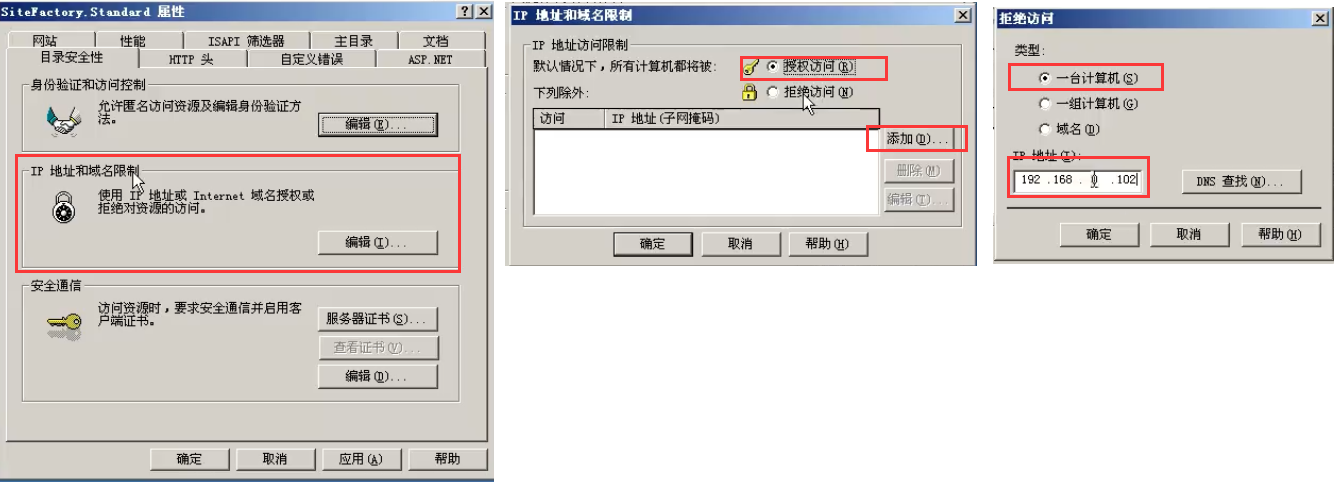 SiteFactory.Standard 属性
网站 性能 ISAPI 筛选器 主目录 文档
目录安全性 HTTP 头 自定义错误 ASP.NET
身份验证和访问控制
允许匿名访问资源及编辑身份验证方
法。
编辑(E)...
IP 地址和域名限制
使用 IP 地址或 Internet 域名授权或
拒绝对资源的访问。
编辑(I)...
安全通信
访问资源时，要求安全通信并启用客
户端证书。
服务器证书(S)...
查看证书(V)...
编辑(D)...
确定 取消 应用(A) 帮助
IP 地址和域名限制
IP 地址访问限制
默认情况下，所有计算机都将被: 授权访问(R)
下列除外: 拒绝访问(N)
访问 IP 地址(子网掩码)
添加(D)...
删除(M)
编辑(T)...
确定 取消 帮助(H)
拒绝访问
类型:
一台计算机(S)
一组计算机(G)
域名(D)
IP 地址(I):
192 .168 . 0 .102
DNS 查找(N)...
确定 取消 帮助(H)